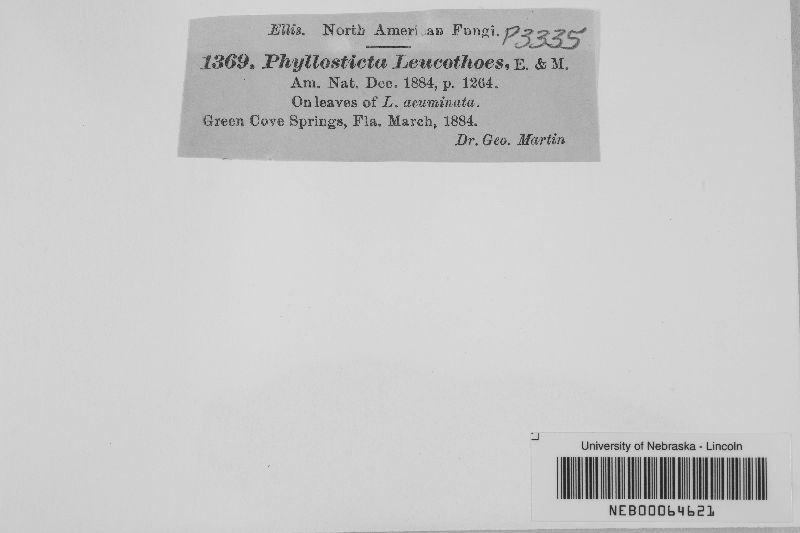 Ellis. North American Fungi. P3335
1369. Phyllosticta Leucothoes, E. & M.
Am. Nat. Dec. 1884, p. 1264.
On leaves of L. acuminata.
Green Cove Springs, Fla. March, 1884.
Dr. Geo. Martin
University of Nebraska - Lincoln
NEB00064621